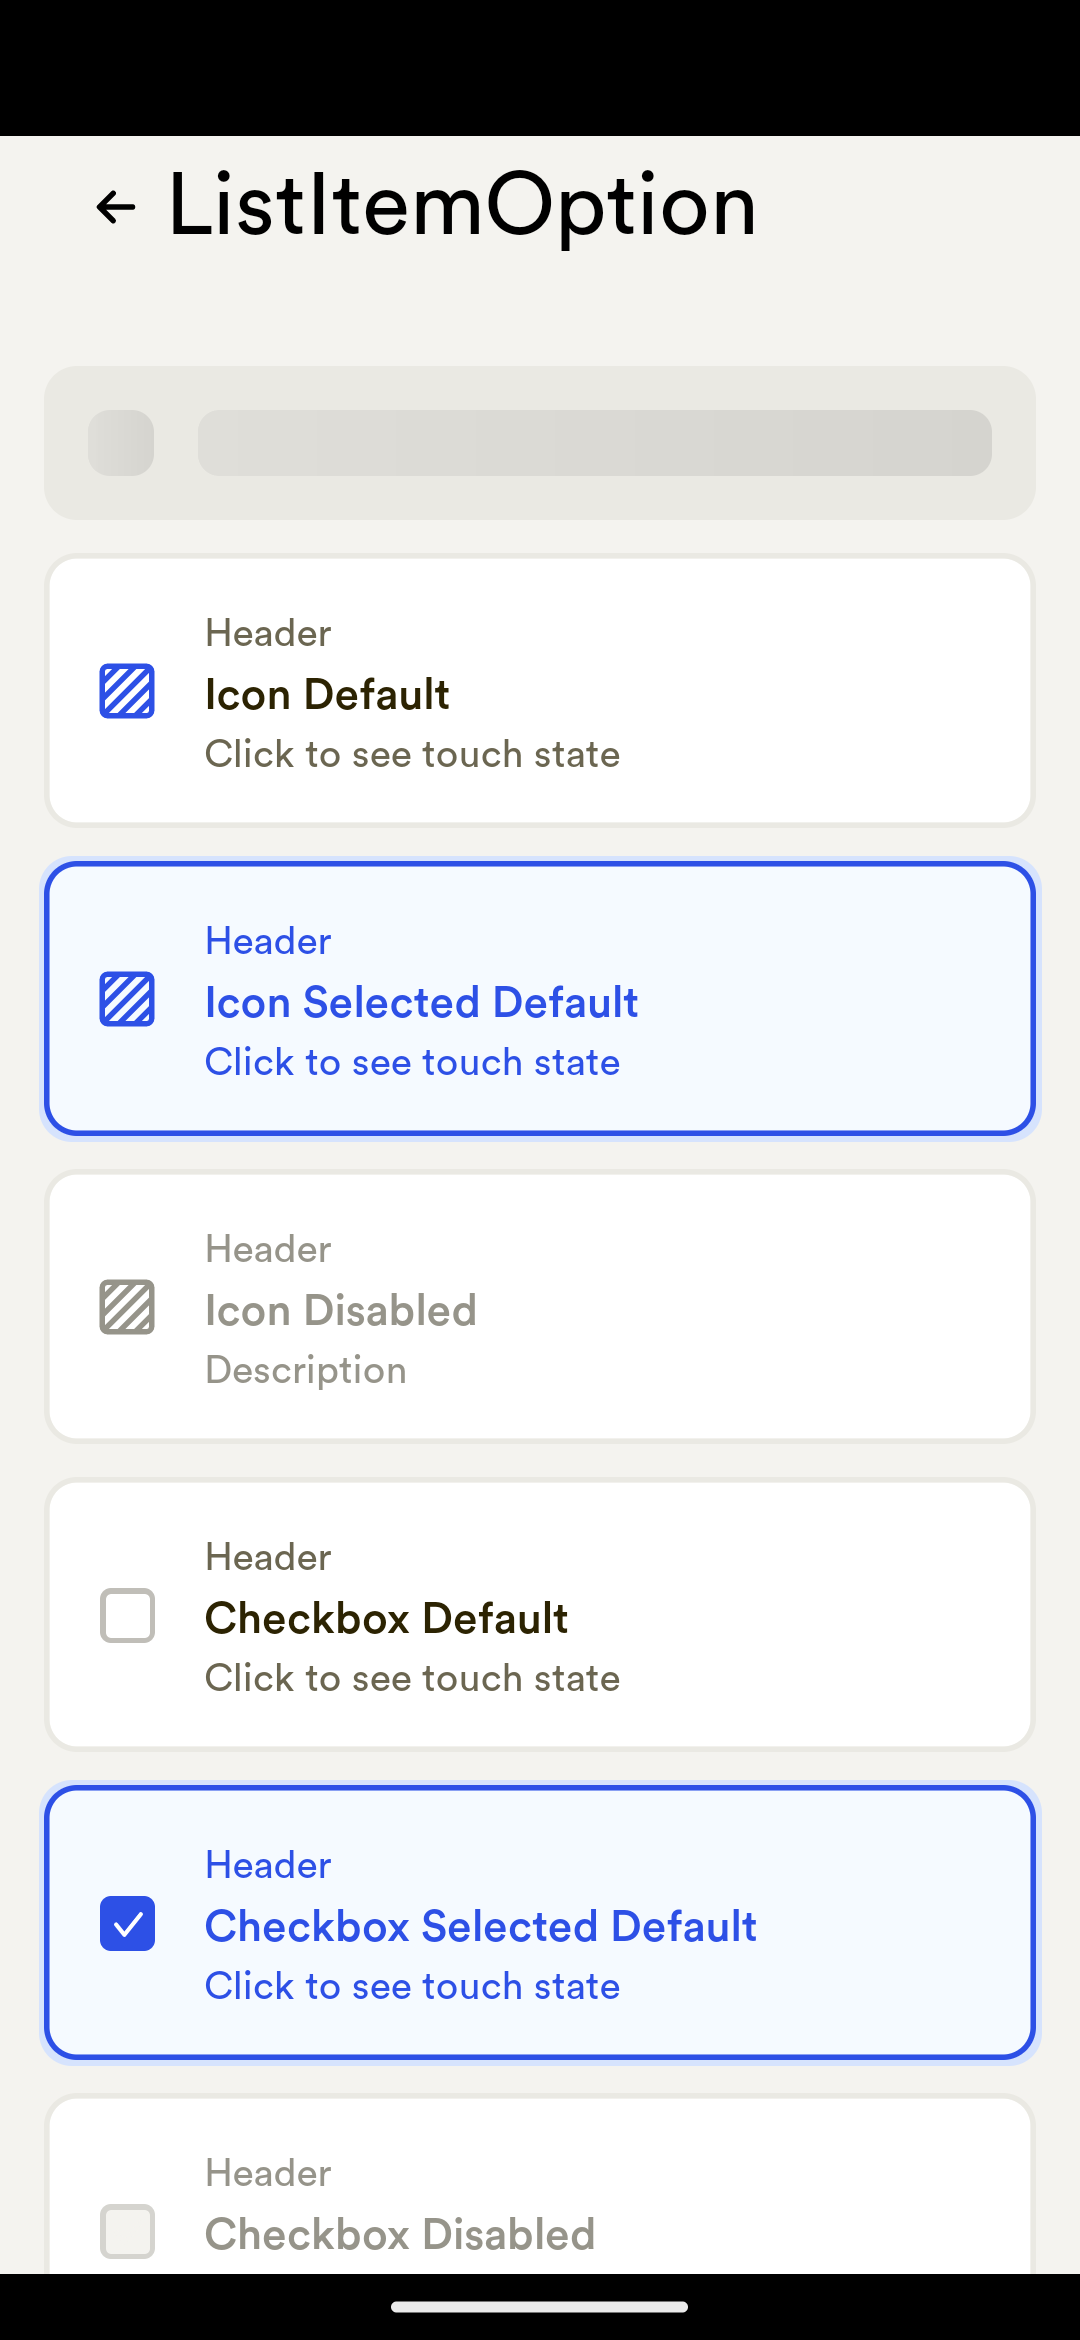 ListItemOption
Header
Icon Default
Click to see touch state
Header
Icon Selected Default
Click to see touch state
Header
Icon Disabled
Description
Header
Checkbox Default
Click to see touch state
Header
Checkbox Selected Default
Click to see touch state
Header
Checkbox Disabled